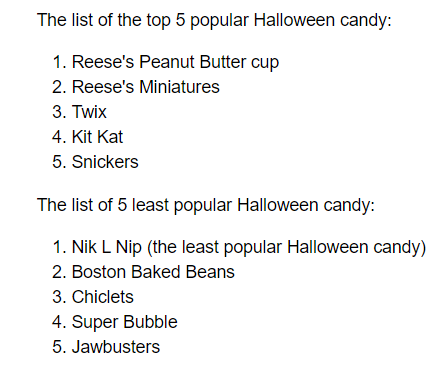 The list of the top 5 popular Halloween candy:
1. Reese's Peanut Butter cup
2. Reese's Miniatures
3. Twix
4. Kit Kat
5. Snickers
The list of 5 least popular Halloween candy:
1. Nik L Nip (the least popular Halloween candy)
2. Boston Baked Beans
3. Chiclets
4. Super Bubble
5. Jawbusters